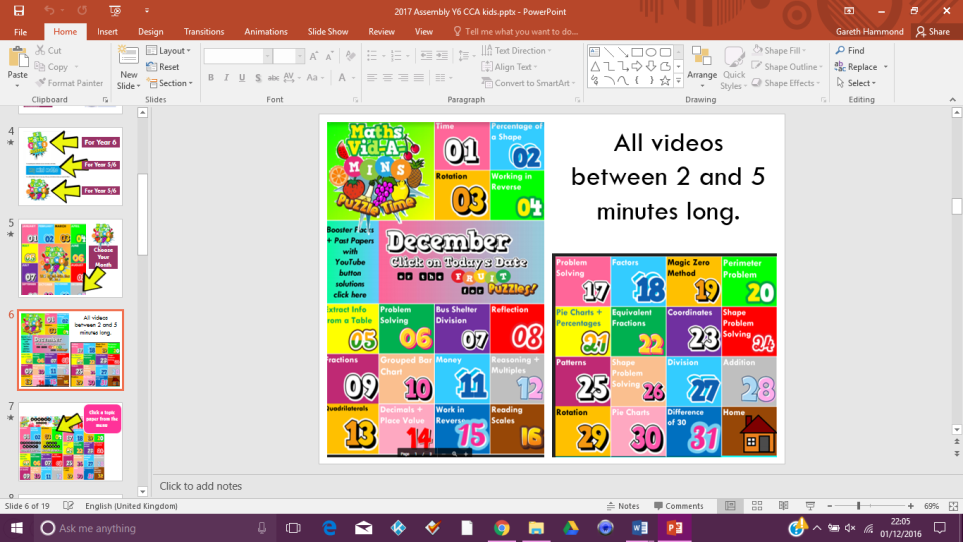 2017 Assembly Y6 CCA kids.pptx - PowerPoint
File Home Insert Design Transitions Animations Slide Show Review View Tell me what you want to do... Gareth Hammond Share
Paste
Cut
Copy
Format Painter
Clipboard
New Slide
Layout
Reset
Section
Slides
B I U S abc AV Aa A
Font
Text Direction
Align Text
Convert to SmartArt
Paragraph
Arrange
Quick Styles
Shape Fill
Shape Outline
Shape Effects
Drawing
Find
Replace
Select
Editing
4
For Year 6
For Year 5/6
For Year 5/6
5
Choose Your Month
6
All videos between 2 and 5 minutes long.
7
Click a topic paper from the menu
8
Maths Vid-A-MINS
Puzzle Time
Time 01
Percentage of a Shape 02
Rotation 03
Working in Reverse 04
Booster Packs
+ Past Papers
with
YouTube
button
solutions
click here
December
Click on Today's Date
or the FRUIT
for Puzzles!
Extract Info From a Table 05
Problem Solving 06
Bus Shelter Division 07
Reflection 08
Fractions 09
Grouped Bar Chart 10
Money 11
Reasoning + Multiples 12
Quadrilaterals 13
Decimals + Place Value 14
Work in Reverse 15
Reading Scales 16
All videos
between 2 and 5
minutes long.
Problem Solving 17
Factors 18
Magic Zero Method 19
Perimeter Problem 20
Pie Charts + Percentages 21
Equivalent Fractions 22
Coordinates 23
Shape Problem Solving 24
Patterns 25
Shape Problem Solving 26
Division 27
Addition 28
Rotation 29
Pie Charts 30
Difference of 30 31
Home
Click to add notes
Slide 6 of 19 English (United Kingdom) Notes Comments 69%
Ask me anything
22:05
01/12/2016